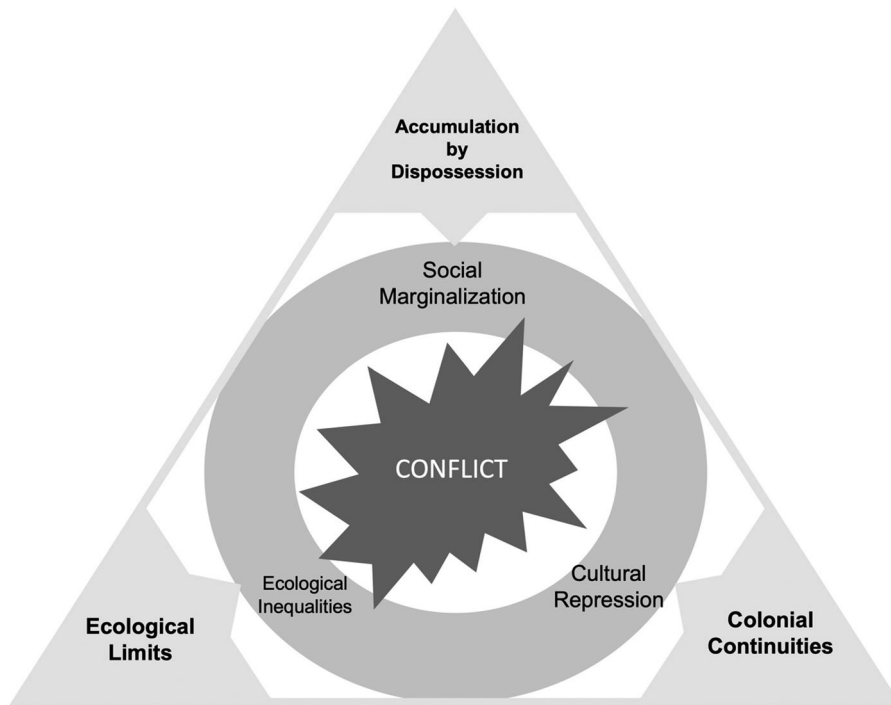 Accumulation
by
Dispossession
Social
Marginalization
CONFLICT
Ecological
Inequalities
Cultural
Repression
Ecological
Limits
Colonial
Continuities